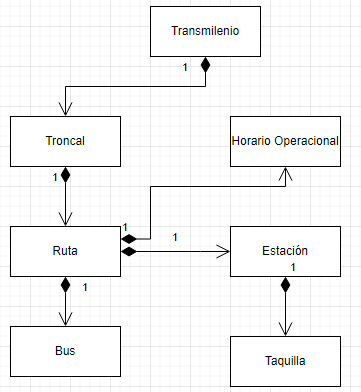 Transmilenio
1
Troncal
Horario Operacional
1
1
1
Ruta
Estación
1
1
Bus
Taquilla